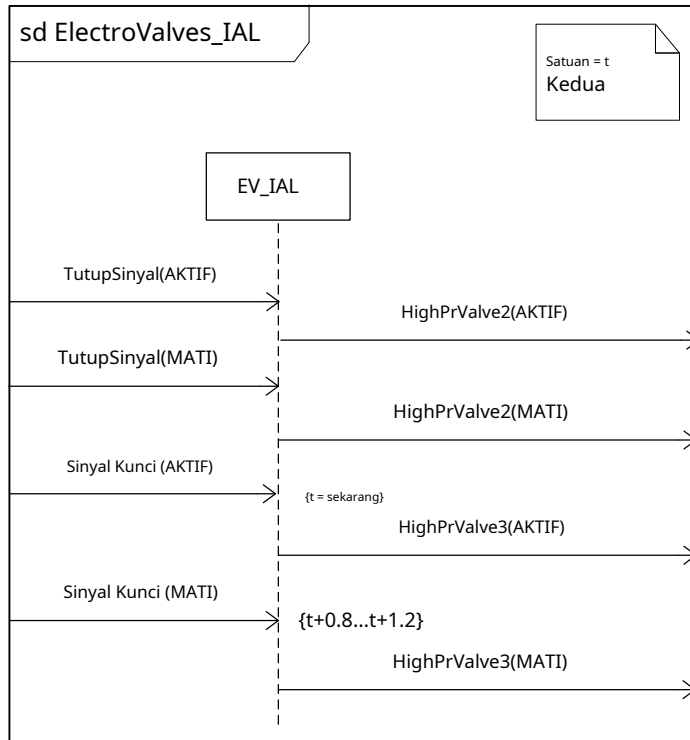 sd ElectroValves_IAL
Satuan = t
Kedua
EV_IAL
TutupSinyal(AKTIF)
HighPrValve2(AKTIF)
TutupSinyal(MATI)
HighPrValve2(MATI)
Sinyal Kunci (AKTIF)
{t = sekarang}
HighPrValve3(AKTIF)
Sinyal Kunci (MATI)
{t+0.8...t+1.2}
HighPrValve3(MATI)